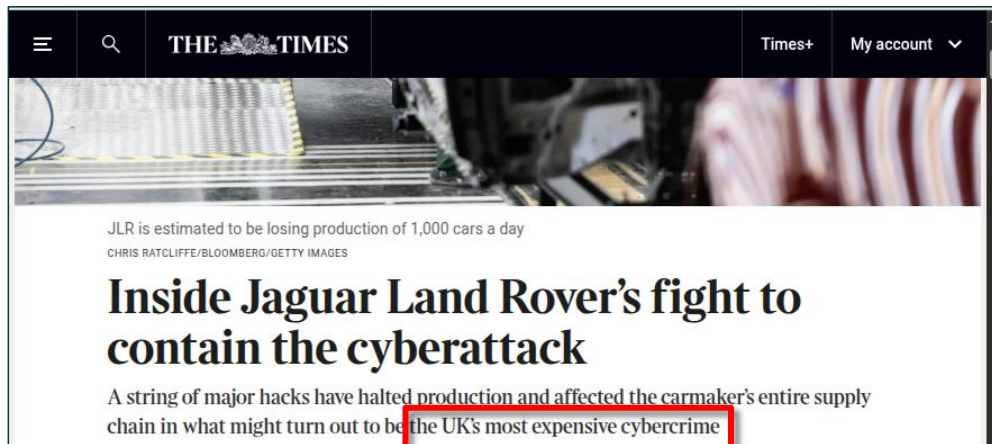 THE TIMES
Times+
My account
JLR is estimated to be losing production of 1,000 cars a day
CHRIS RATCLIFFE/BLOOMBERG/GETTY IMAGES
Inside Jaguar Land Rover’s fight to
contain the cyberattack
A string of major hacks have halted production and affected the carmaker’s entire supply
chain in what might turn out to be the UK’s most expensive cybercrime